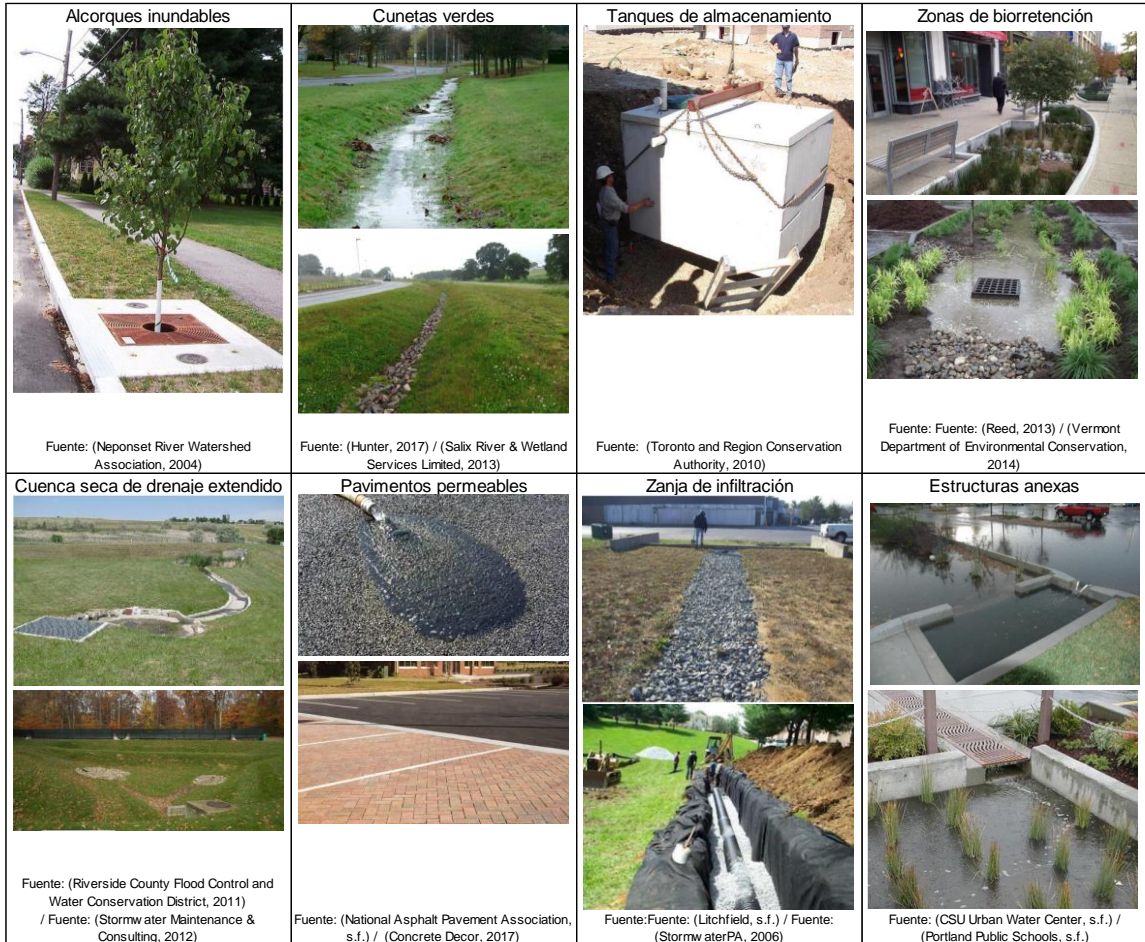 Alcorques inundables
Cunetas verdes
Tanques de almacenamiento
Zonas de biorretención
Fuente: (Neponset River Watershed
Association, 2004)
Fuente: (Hunter, 2017) / (Salix River & Wetland
Services Limited, 2013)
Fuente: (Toronto and Region Conservation
Authority, 2010)
Fuente: Fuente: (Reed, 2013) / (Vermont
Department of Environmental Conservation,
2014)
Cuenca seca de drenaje extendido
Pavimentos permeables
Zanja de infiltración
Estructuras anexas
Fuente: (Riverside County Flood Control and
Water Conservation District, 2011)
/ Fuente: (Stormwater Maintenance &
Consulting, 2012)
Fuente: (National Asphalt Pavement Association,
s.f.) / (Concrete Decor, 2017)
Fuente:Fuente: (Litchfield, s.f.) / Fuente:
(StormwaterPA, 2006)
Fuente: (CSU Urban Water Center, s.f.) /
(Portland Public Schools, s.f.)